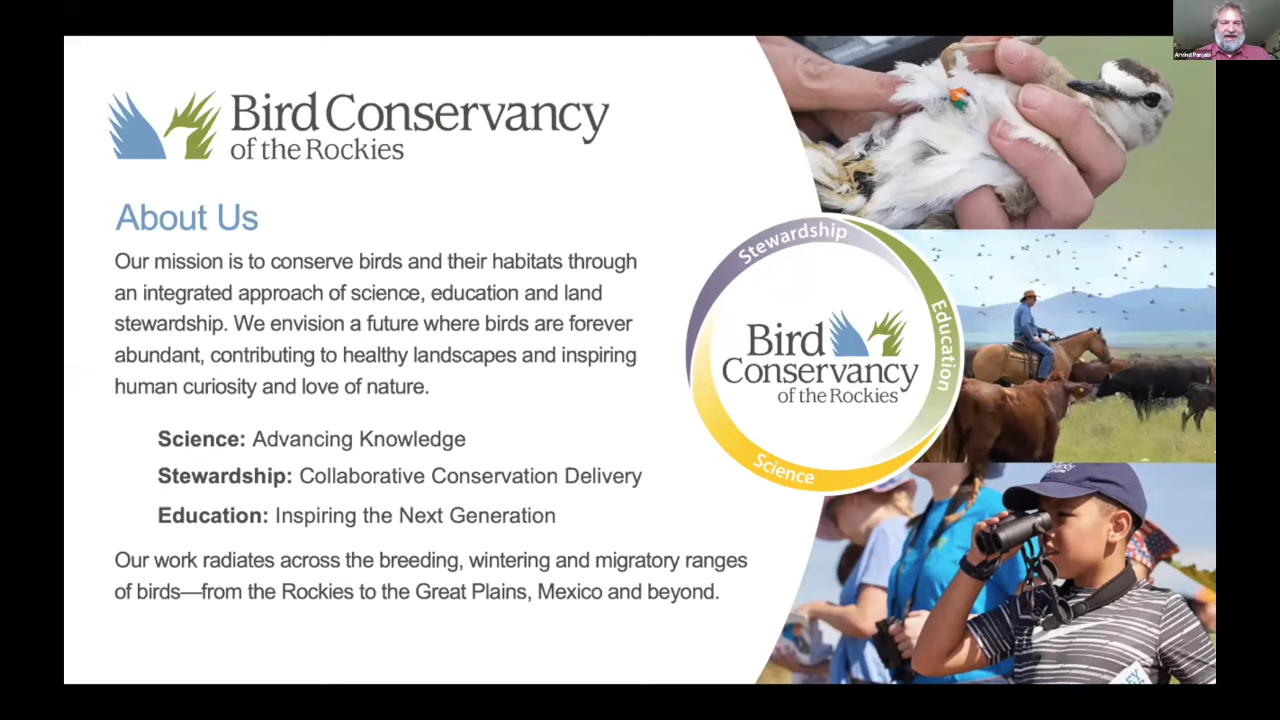 Arvind Panjabi
Bird Conservancy
of the Rockies
About Us
Our mission is to conserve birds and their habitats through
an integrated approach of science, education and land
stewardship. We envision a future where birds are forever
abundant, contributing to healthy landscapes and inspiring
human curiosity and love of nature.
Science: Advancing Knowledge
Stewardship: Collaborative Conservation Delivery
Education: Inspiring the Next Generation
Our work radiates across the breeding, wintering and migratory ranges
of birds—from the Rockies to the Great Plains, Mexico and beyond.
Stewardship
Education
Science
Bird
Conservancy
of the Rockies